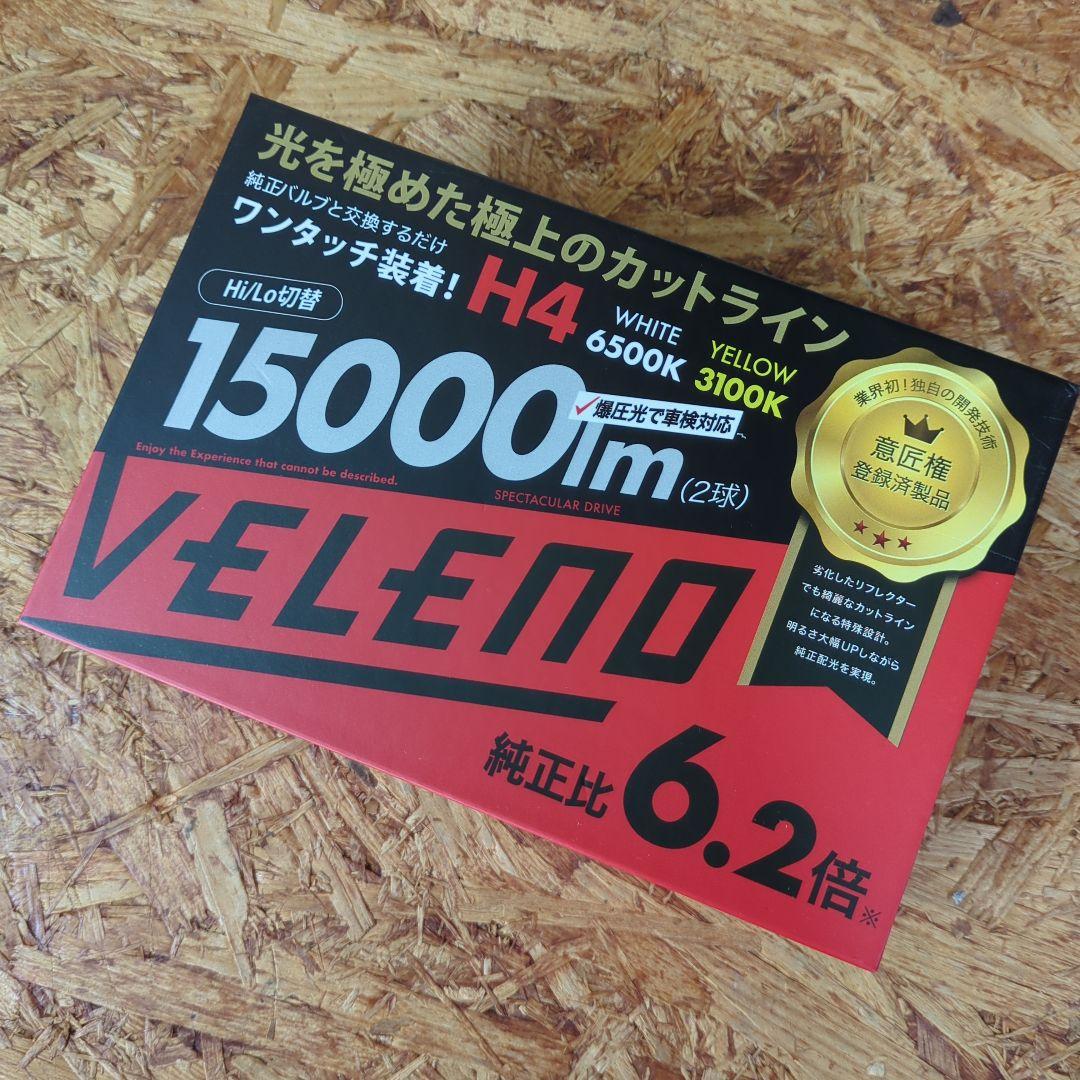 光を極めた極上のカットライン
純正バルブと交換するだけ
ワンタッチ装着!
H4
WHITE
6500K
YELLOW
3100K
Hi/Lo切替
15000lm(2球)
爆圧光で車検対応
Enjoy the Experience that cannot be described.
SPECTACULAR DRIVE
VELENO
業界初!独自の開発技術
意匠権
登録済製品
劣化したリフレクター
でも綺麗なカットライン
になる特殊設計。
明るさ大幅UPしながら
純正配光を実現。
純正比6.2倍※